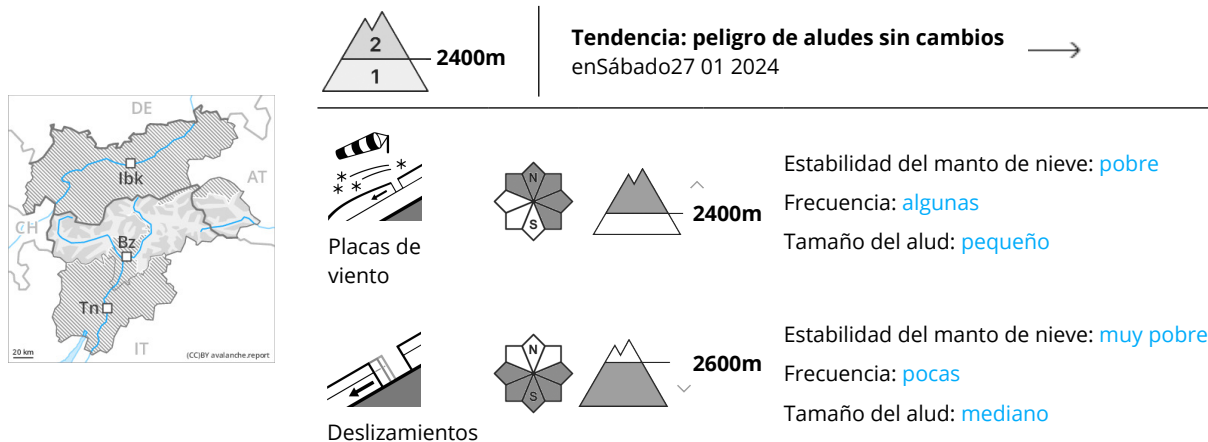 2
1
2400m
Tendencia: peligro de aludes sin cambios
enSábado27 01 2024
DE
Ibk
AT
CH
Bz
Tn
IT
20 km
(CC)BY avalanche.report
Placas de
viento
N
S
2400m
Estabilidad del manto de nieve: pobre
Frecuencia: algunas
Tamaño del alud: pequeño
Deslizamientos
N
S
2600m
Estabilidad del manto de nieve: muy pobre
Frecuencia: pocas
Tamaño del alud: mediano